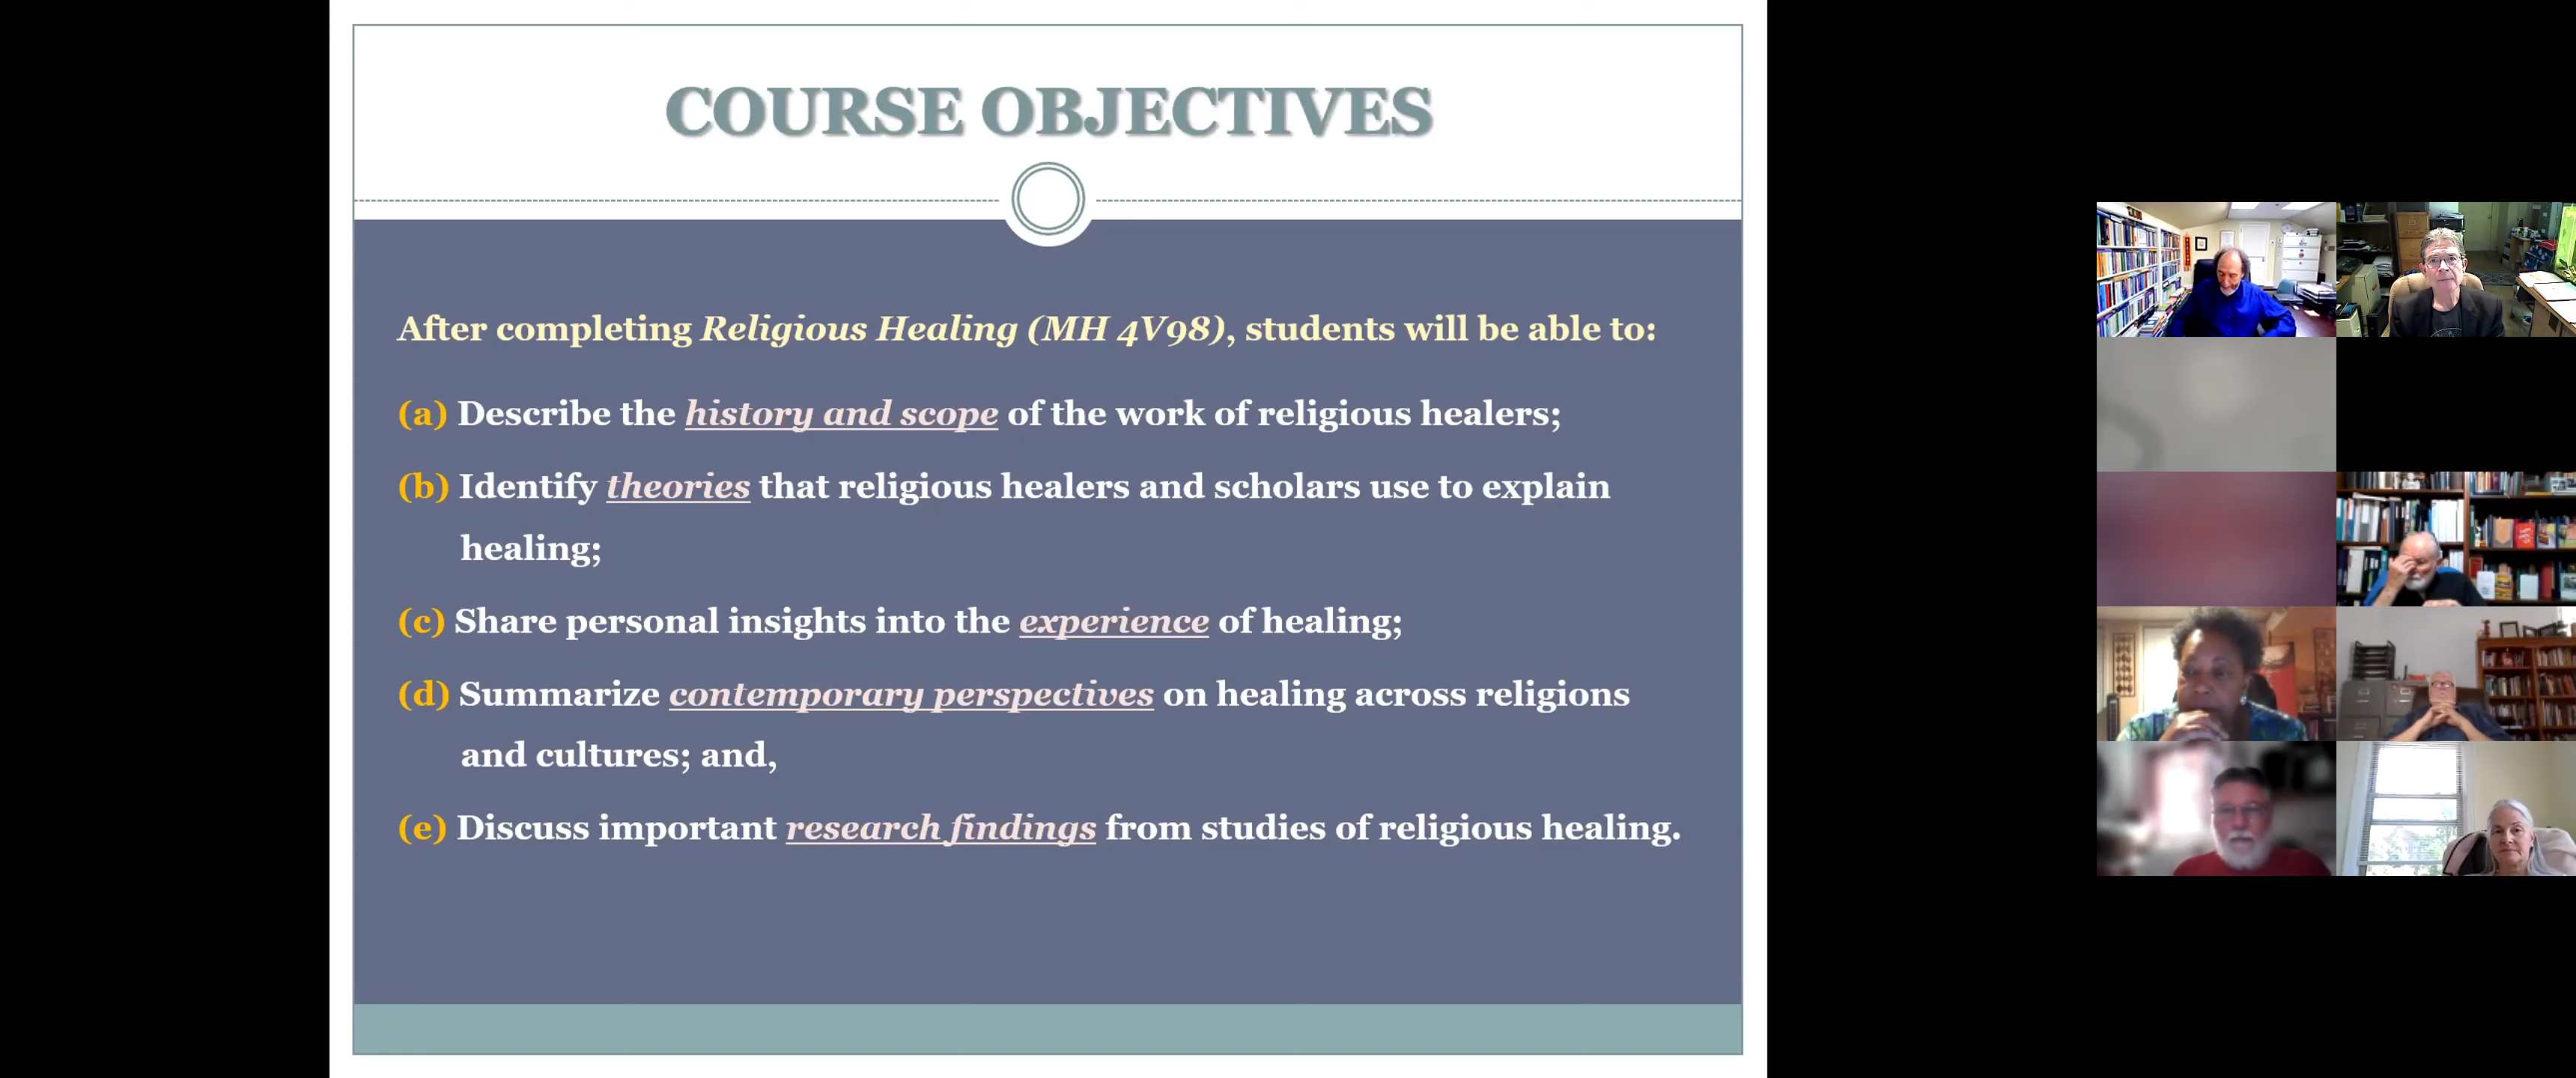 COURSE OBJECTIVES
After completing Religious Healing (MH 4V98), students will be able to:
(a) Describe the history and scope of the work of religious healers;
(b) Identify theories that religious healers and scholars use to explain
healing;
(c) Share personal insights into the experience of healing;
(d) Summarize contemporary perspectives on healing across religions
and cultures; and,
(e) Discuss important research findings from studies of religious healing.